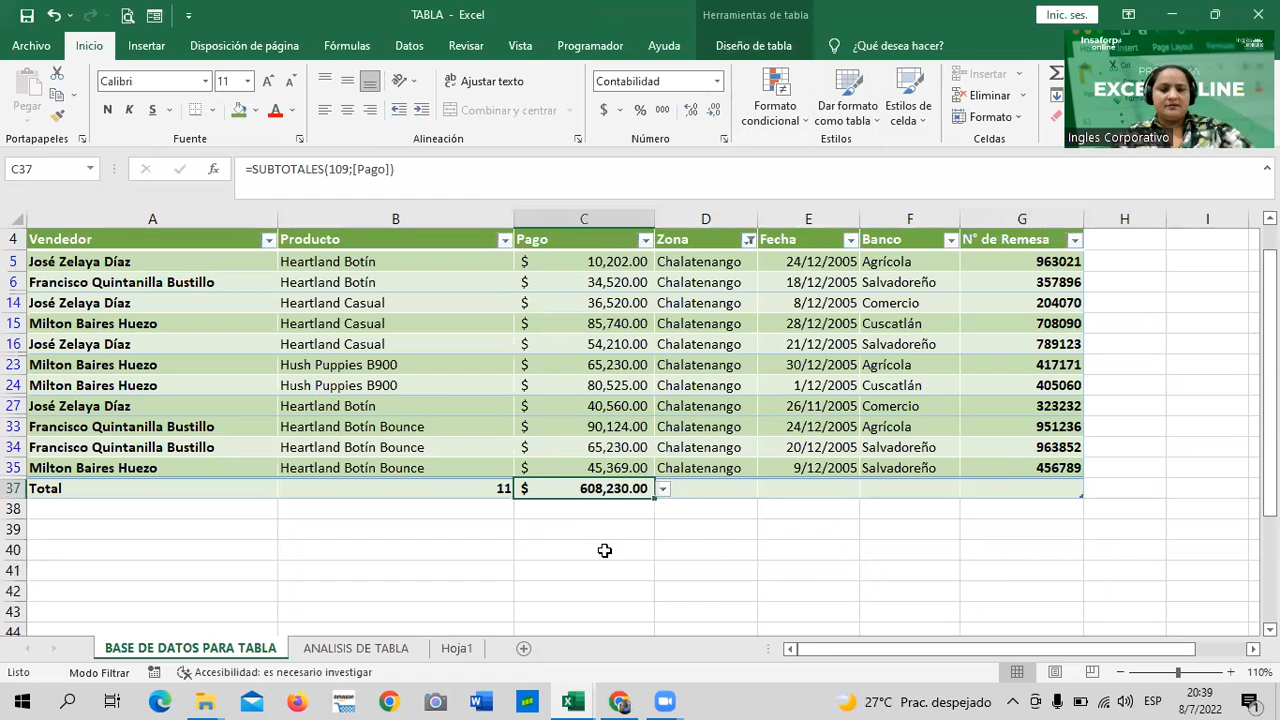 TABLA - Excel
Herramientas de tabla
Inic. ses.
Archivo Inicio Insertar Disposición de página Fórmulas Datos Revisar Vista Programador Ayuda Diseño de tabla ¿Qué desea hacer?
Pegar
Calibri 11
N K S
Ajustar texto
Combinar y centrar
Contabilidad
$ % 000
Formato condicional
Dar formato como tabla
Estilos de celda
Insertar
Eliminar
Formato
Portapapeles Fuente Alineación Número Estilos Celdas
Insaforp online
EXCEL ONLINE
Ingles Corporativo
C37 fx =SUBTOTALES(109;[Pago])
A B C D E F G H I
4 Vendedor Producto Pago Zona Fecha Banco N° de Remesa
5 José Zelaya Díaz Heartland Botín $ 10,202.00 Chalatenango 24/12/2005 Agrícola 963021
6 Francisco Quintanilla Bustillo Heartland Botín $ 34,520.00 Chalatenango 18/12/2005 Salvadoreño 357896
14 José Zelaya Díaz Heartland Casual $ 36,520.00 Chalatenango 8/12/2005 Comercio 204070
15 Milton Baires Huezo Heartland Casual $ 85,740.00 Chalatenango 28/12/2005 Cuscatlán 708090
16 José Zelaya Díaz Heartland Casual $ 54,210.00 Chalatenango 21/12/2005 Salvadoreño 789123
23 Milton Baires Huezo Hush Puppies B900 $ 65,230.00 Chalatenango 30/12/2005 Agrícola 417171
24 Milton Baires Huezo Hush Puppies B900 $ 80,525.00 Chalatenango 1/12/2005 Cuscatlán 405060
27 José Zelaya Díaz Heartland Botín $ 40,560.00 Chalatenango 26/11/2005 Comercio 323232
33 Francisco Quintanilla Bustillo Heartland Botín Bounce $ 90,124.00 Chalatenango 24/12/2005 Agrícola 951236
34 Francisco Quintanilla Bustillo Heartland Botín Bounce $ 65,230.00 Chalatenango 20/12/2005 Salvadoreño 963852
35 Milton Baires Huezo Heartland Botín Bounce $ 45,369.00 Chalatenango 9/12/2005 Salvadoreño 456789
37 Total 11 $ 608,230.00
38
39
40
41
42
43
44
BASE DE DATOS PARA TABLA ANALISIS DE TABLA Hoja1
Listo Modo Filtrar Accesibilidad: es necesario investigar 110%
27°C Prac. despejado ESP 20:39
8/7/2022